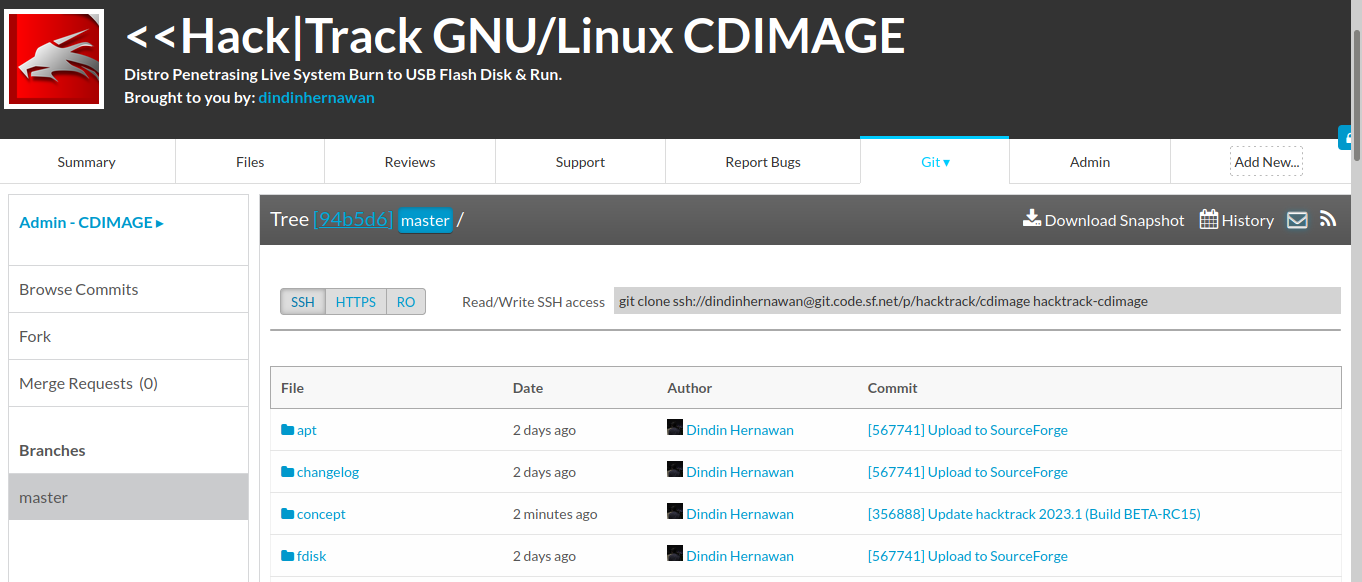 <<Hack|Track GNU/Linux CDIMAGE
Distro Penetrasing Live System Burn to USB Flash Disk & Run.
Brought to you by: dindinhernawan
Summary Files Reviews Support Report Bugs Git ▾ Admin Add New...
Admin - CDIMAGE ▸
Browse Commits
Fork
Merge Requests (0)
Branches
master
Tree [94b5d6] master /
Download Snapshot History
SSH HTTPS RO Read/Write SSH access git clone ssh://dindinhernawan@git.code.sf.net/p/hacktrack/cdimage hacktrack-cdimage
File Date Author Commit
apt 2 days ago Dindin Hernawan [567741] Upload to SourceForge
changelog 2 days ago Dindin Hernawan [567741] Upload to SourceForge
concept 2 minutes ago Dindin Hernawan [356888] Update hacktrack 2023.1 (Build BETA-RC15)
fdisk 2 days ago Dindin Hernawan [567741] Upload to SourceForge